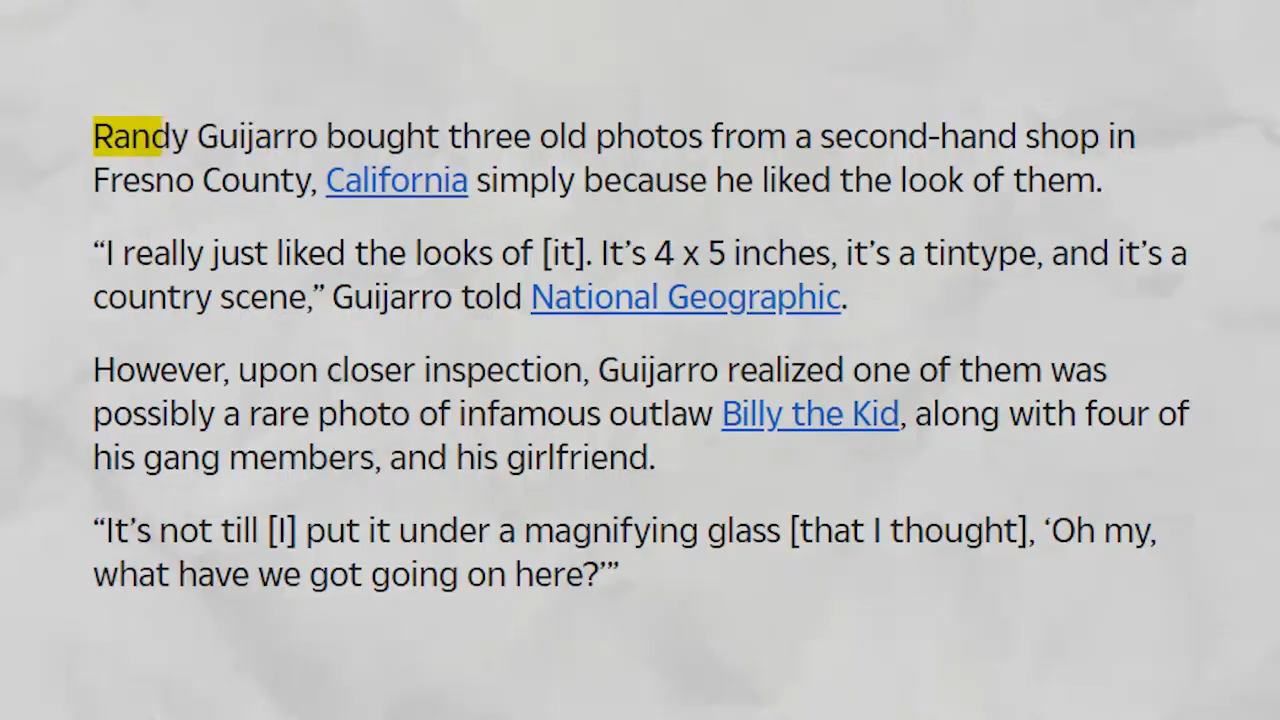 Randy Guijarro bought three old photos from a second-hand shop in
Fresno County, California simply because he liked the look of them.
“I really just liked the looks of [it]. It’s 4 x 5 inches, it’s a tintype, and it’s a
country scene,” Guijarro told National Geographic.
However, upon closer inspection, Guijarro realized one of them was
possibly a rare photo of infamous outlaw Billy the Kid, along with four of
his gang members, and his girlfriend.
“It’s not till [I] put it under a magnifying glass [that I thought], ‘Oh my,
what have we got going on here?’”